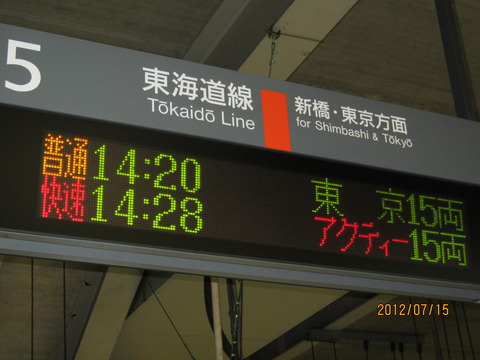 5
東海道線
Tōkaidō Line
新橋・東京方面
for Shimbashi & Tōkyō
普通 14:20 東京 15両
快速 14:28 アクティー 15両
2012/07/15